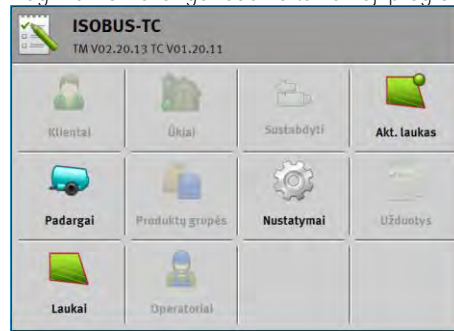 ISOBUS-TC
TM V02.20.13 TC V01.20.11
Klientai
Ūkiai
Sustabdyti
Akt. laukas
Padargai
Produktų grupės
Nustatymai
Užduotys
Laukai
Operatoriai